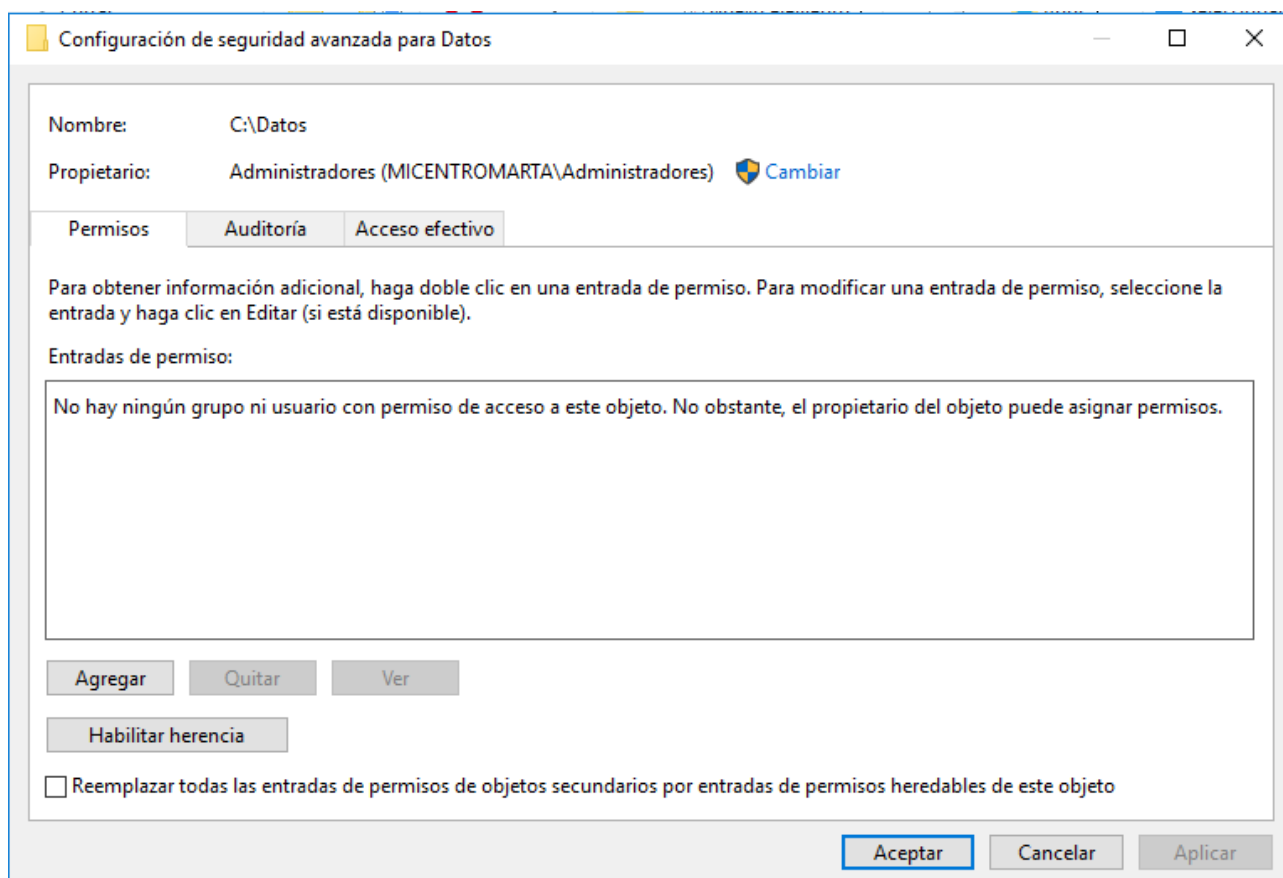 Configuración de seguridad avanzada para Datos
Nombre: C:\Datos
Propietario: Administradores (MICENTROMARTA\Administradores) Cambiar
Permisos Auditoría Acceso efectivo
Para obtener información adicional, haga doble clic en una entrada de permiso. Para modificar una entrada de permiso, seleccione la
entrada y haga clic en Editar (si está disponible).
Entradas de permiso:
No hay ningún grupo ni usuario con permiso de acceso a este objeto. No obstante, el propietario del objeto puede asignar permisos.
Agregar Quitar Ver
Habilitar herencia
Reemplazar todas las entradas de permisos de objetos secundarios por entradas de permisos heredables de este objeto
Aceptar Cancelar Aplicar